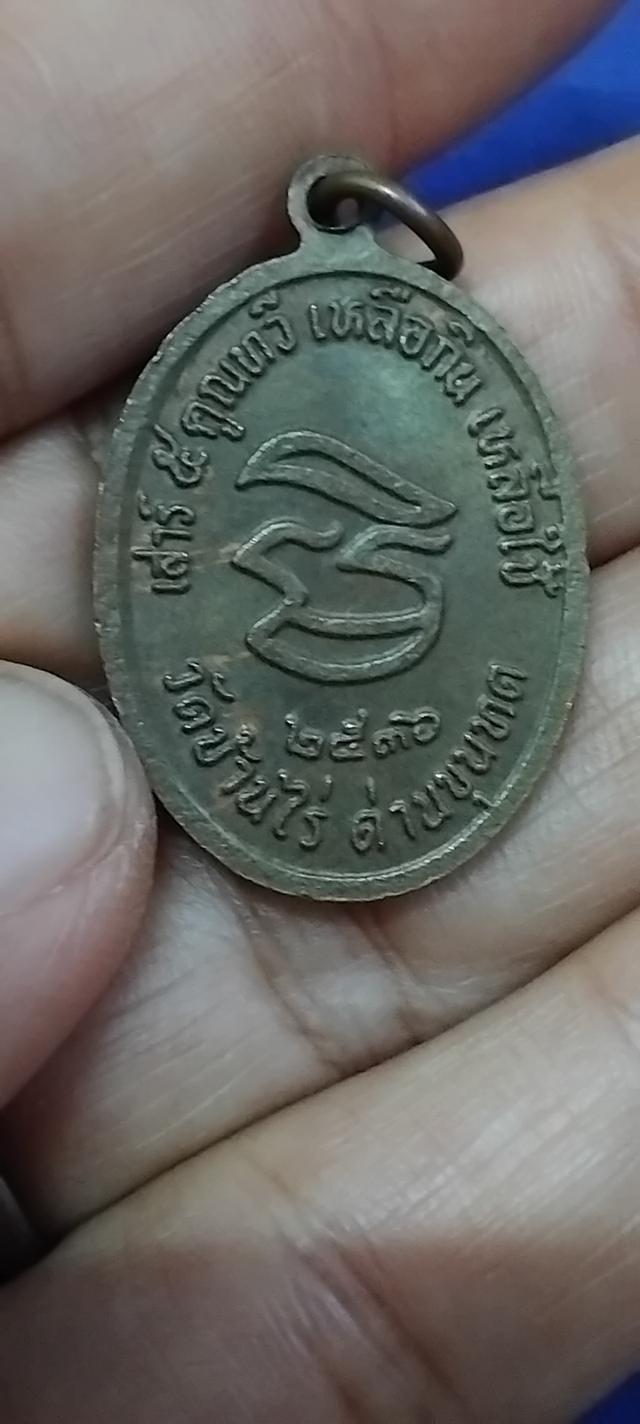 เสาร์ ๕ คูณทวี เหลือกิน เหลือใช้
๒๕๓๖
วัดบ้านไร่ ด่านขุนทด